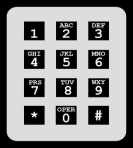 1 ABC 2 DEF 3
GHI 4 JKL 5 MNO 6
PRS 7 TUV 8 WXY 9
* OPER 0 #